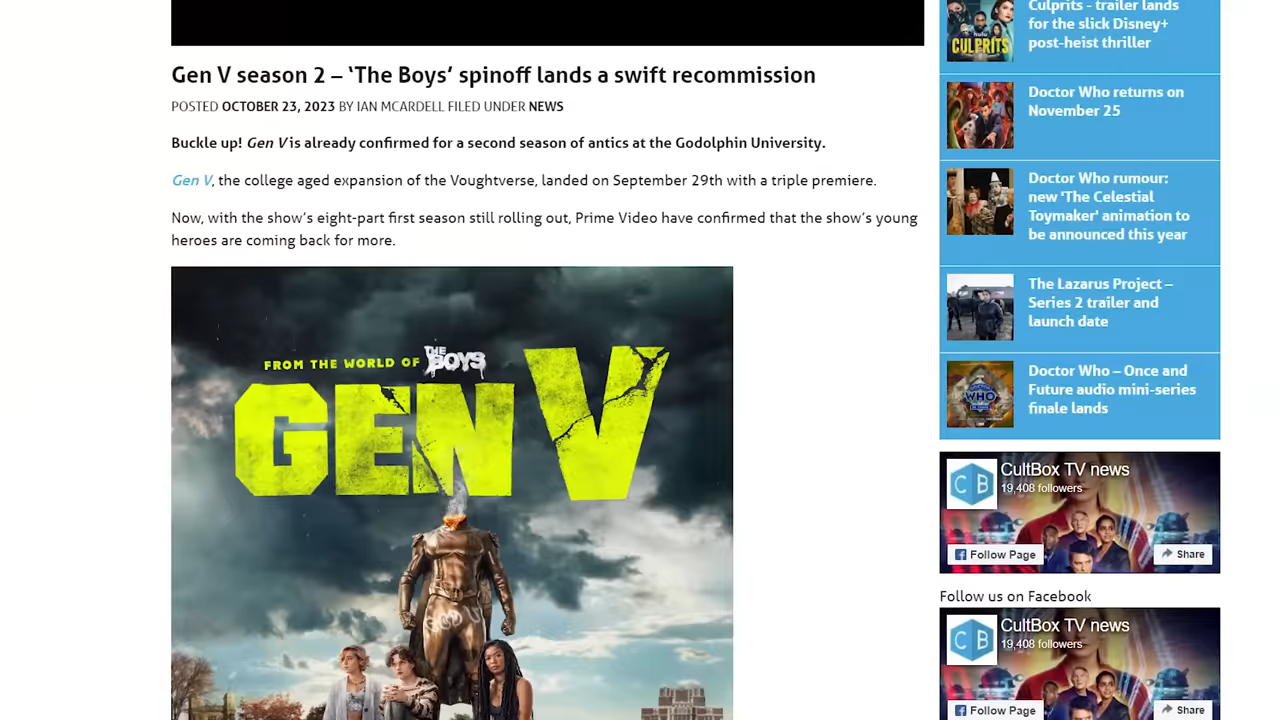 Gen V season 2 – ‘The Boys’ spinoff lands a swift recommission
POSTED OCTOBER 23, 2023 BY IAN MCARDELL FILED UNDER NEWS
Buckle up! Gen V is already confirmed for a second season of antics at the Godolphin University.
Gen V, the college aged expansion of the Voughtverse, landed on September 29th with a triple premiere.
Now, with the show’s eight-part first season still rolling out, Prime Video have confirmed that the show’s young
heroes are coming back for more.
FROM THE WORLD OF THE BOYS
GEN V
Culprits - trailer lands
for the slick Disney+
post-heist thriller
hulu
CULPRITS
Doctor Who returns on
November 25
Doctor Who rumour:
new 'The Celestial
Toymaker' animation to
be announced this year
The Lazarus Project –
Series 2 trailer and
launch date
Doctor Who – Once and
Future audio mini-series
finale lands
DOCTOR
WHO
CB
CultBox TV news
19,408 followers
Follow Page
Share
Follow us on Facebook
CB
CultBox TV news
19,408 followers
Follow Page
Share